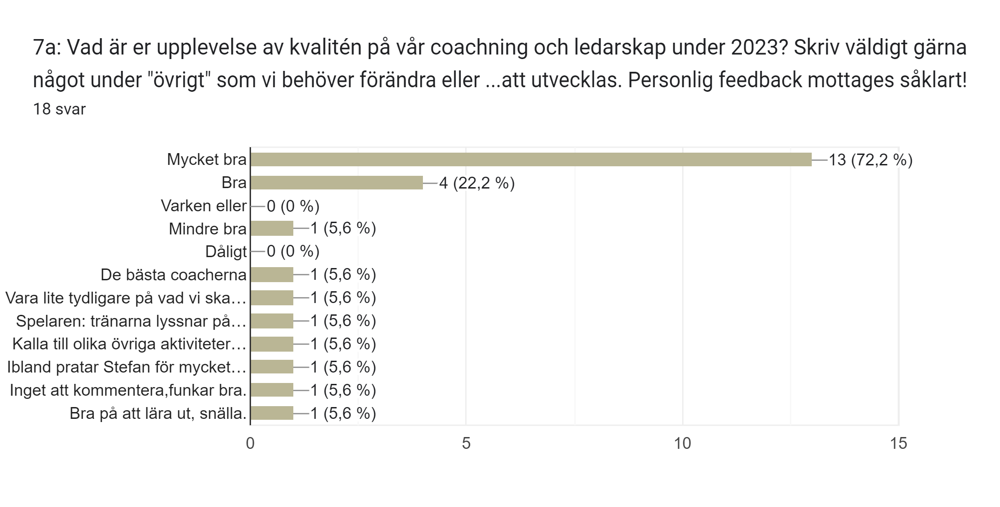 7a: Vad är er upplevelse av kvalitén på vår coachning och ledarskap under 2023? Skriv väldigt gärna
något under "övrigt" som vi behöver förändra eller ...att utvecklas. Personlig feedback mottages såklart!
18 svar
Mycket bra 13 (72,2 %)
Bra 4 (22,2 %)
Varken eller 0 (0 %)
Mindre bra 1 (5,6 %)
Dåligt 0 (0 %)
De bästa coacherna 1 (5,6 %)
Vara lite tydligare på vad vi ska… 1 (5,6 %)
Spelaren: tränarna lyssnar på… 1 (5,6 %)
Kalla till olika övriga aktiviteter… 1 (5,6 %)
Ibland pratar Stefan för mycket… 1 (5,6 %)
Inget att kommentera,funkar bra. 1 (5,6 %)
Bra på att lära ut, snälla. 1 (5,6 %)
0 5 10 15